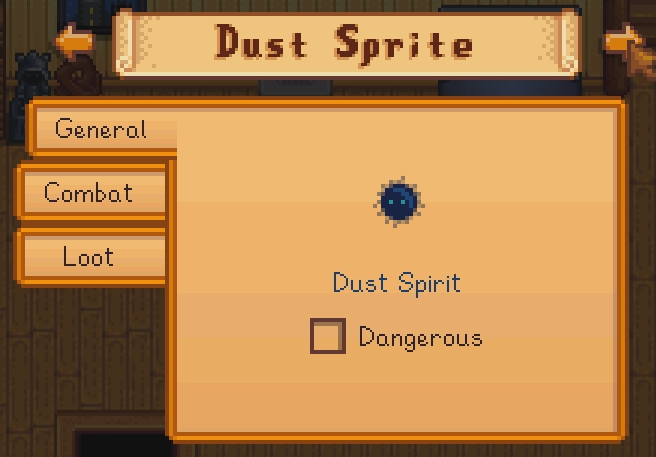 Dust Sprite
General
Combat
Loot
Dust Spirit
Dangerous